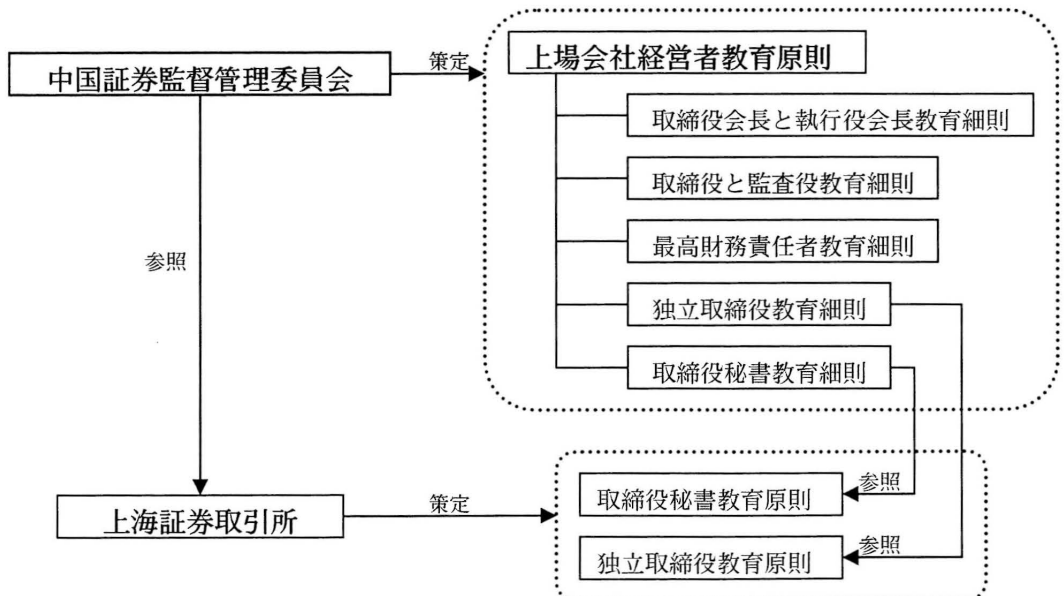 中国証券監督管理委員会
策定
上場会社経営者教育原則
取締役会長と執行役会長教育細則
取締役と監査役教育細則
最高財務責任者教育細則
独立取締役教育細則
取締役秘書教育細則
参照
上海証券取引所
策定
取締役秘書教育原則
参照
独立取締役教育原則
参照